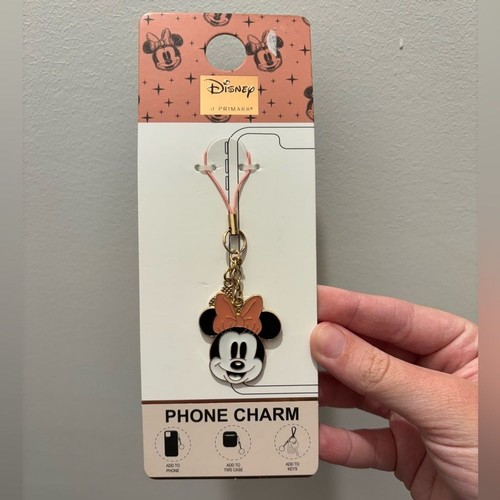 Disney
PRIMARK®
PHONE CHARM
ADD TO
PHONE
ADD TO
TWS CASE
ADD TO
KEYS